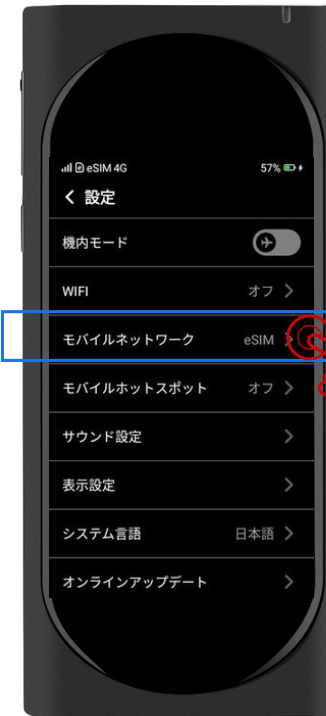 eSIM 4G 57%
設定
機内モード
WIFI オフ
モバイルネットワーク eSIM
モバイルホットスポット オフ
サウンド設定
表示設定
システム言語 日本語
オンラインアップデート